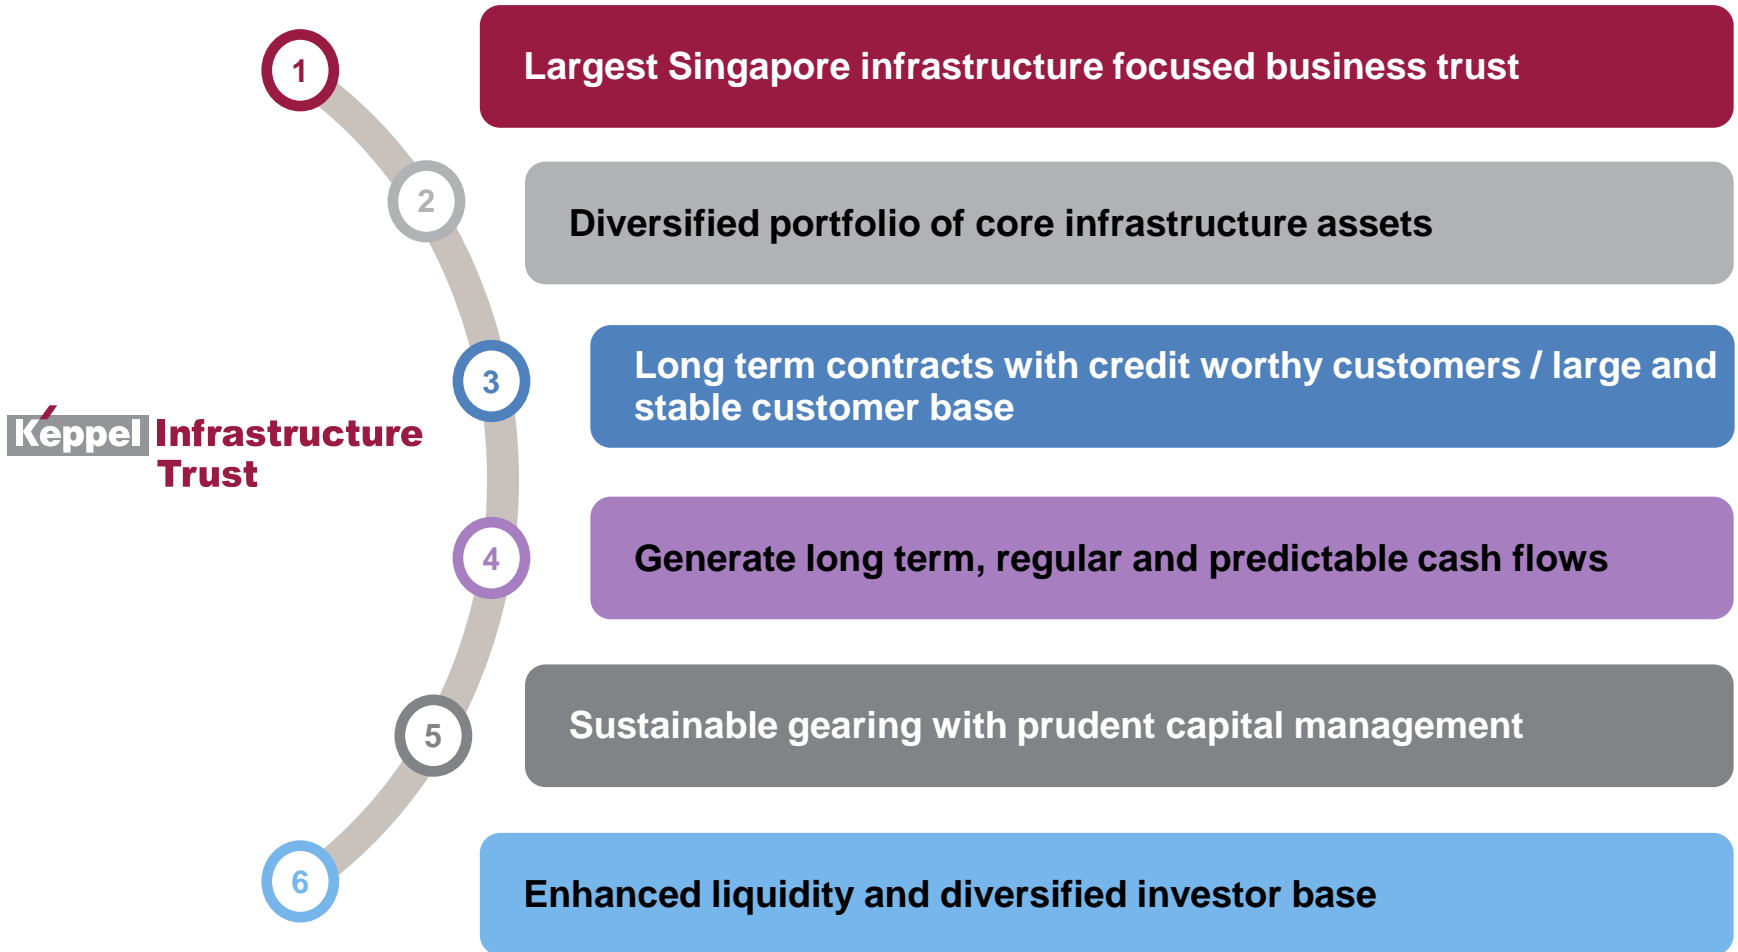 1
Largest Singapore infrastructure focused business trust
2
Diversified portfolio of core infrastructure assets
3
Long term contracts with credit worthy customers / large and
stable customer base
Keppel Infrastructure
Trust
4
Generate long term, regular and predictable cash flows
5
Sustainable gearing with prudent capital management
6
Enhanced liquidity and diversified investor base